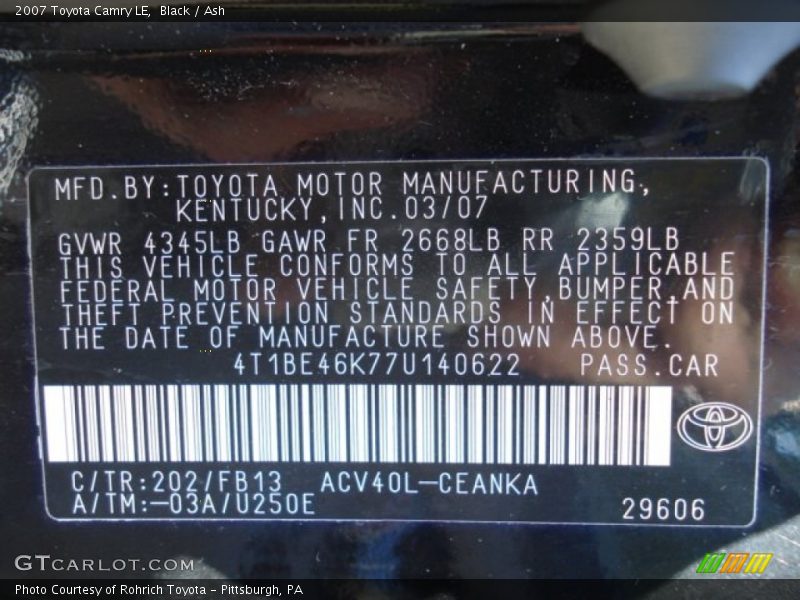 2007 Toyota Camry LE, Black / Ash
MFD.BY:TOYOTA MOTOR MANUFACTURING,
KENTUCKY,INC.03/07
GVWR 4345LB GAWR FR 2668LB RR 2359LB
THIS VEHICLE CONFORMS TO ALL APPLICABLE
FEDERAL MOTOR VEHICLE SAFETY,BUMPER,AND
THEFT PREVENTION STANDARDS IN EFFECT ON
THE DATE OF MANUFACTURE SHOWN ABOVE.
4T1BE46K77U140622 PASS.CAR
C/TR:202/FB13 ACV40L-CEANKA
A/TM:-03A/U250E
29606
GTCARLOT.COM
Photo Courtesy of Rohrich Toyota - Pittsburgh, PA